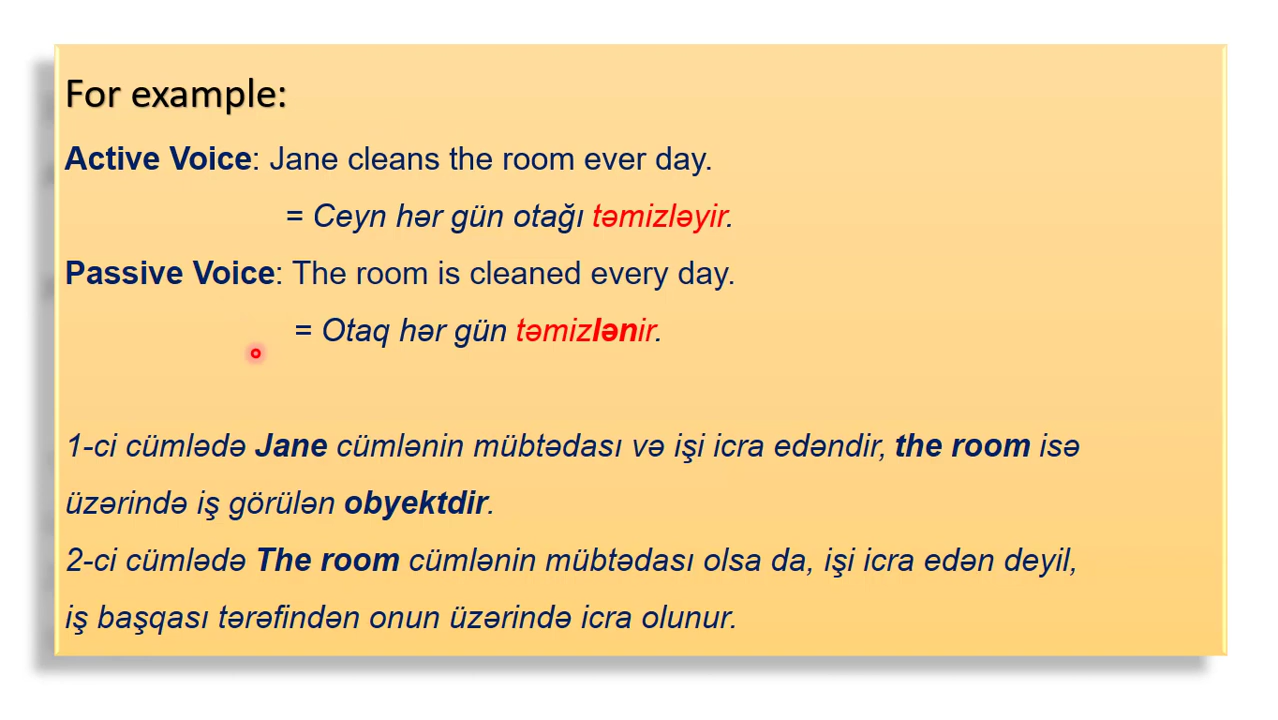 For example:
Active Voice: Jane cleans the room ever day.
= Ceyn hər gün otağı təmizləyir.
Passive Voice: The room is cleaned every day.
= Otaq hər gün təmizlənir.
1-ci cümlədə Jane cümlənin mübtədası və işi icra edəndir, the room isə
üzərində iş görülən obyektdir.
2-ci cümlədə The room cümlənin mübtədası olsa da, işi icra edən deyil,
iş başqası tərəfindən onun üzərində icra olunur.